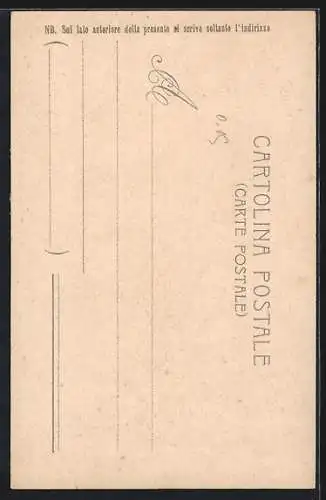 CARTOLINA POSTALE
(CARTE POSTALE)
A
NB. Sul lato anteriore della presente si scrive soltanto l'indirizzo